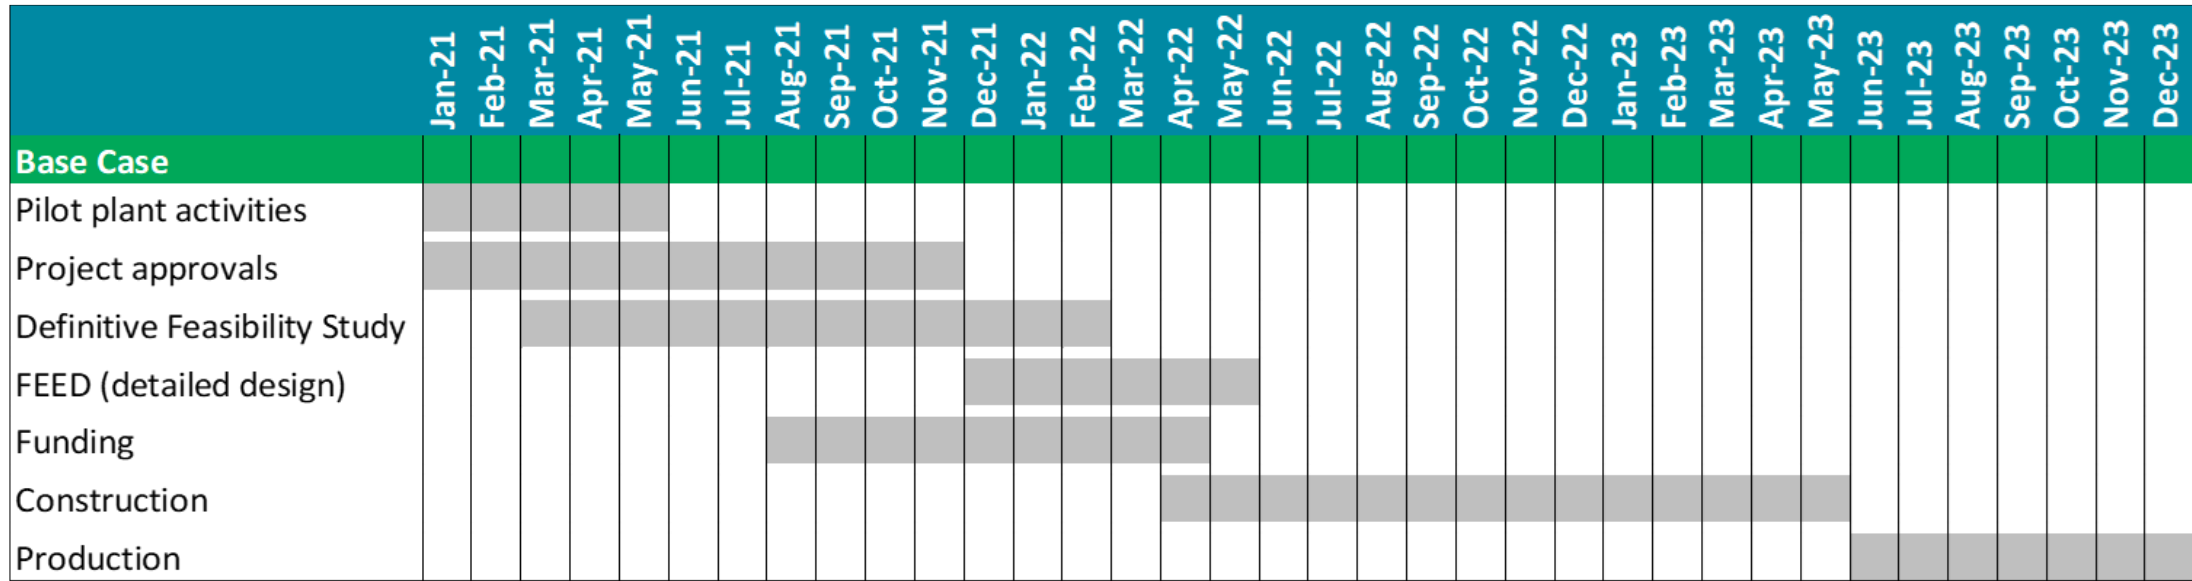 Jan-21 Feb-21 Mar-21 Apr-21 May-21 Jun-21 Jul-21 Aug-21 Sep-21 Oct-21 Nov-21 Dec-21 Jan-22 Feb-22 Mar-22 Apr-22 May-22 Jun-22 Jul-22 Aug-22 Sep-22 Oct-22 Nov-22 Dec-22 Jan-23 Feb-23 Mar-23 Apr-23 May-23 Jun-23 Jul-23 Aug-23 Sep-23 Oct-23 Nov-23 Dec-23
Base Case
Pilot plant activities
Project approvals
Definitive Feasibility Study
FEED (detailed design)
Funding
Construction
Production